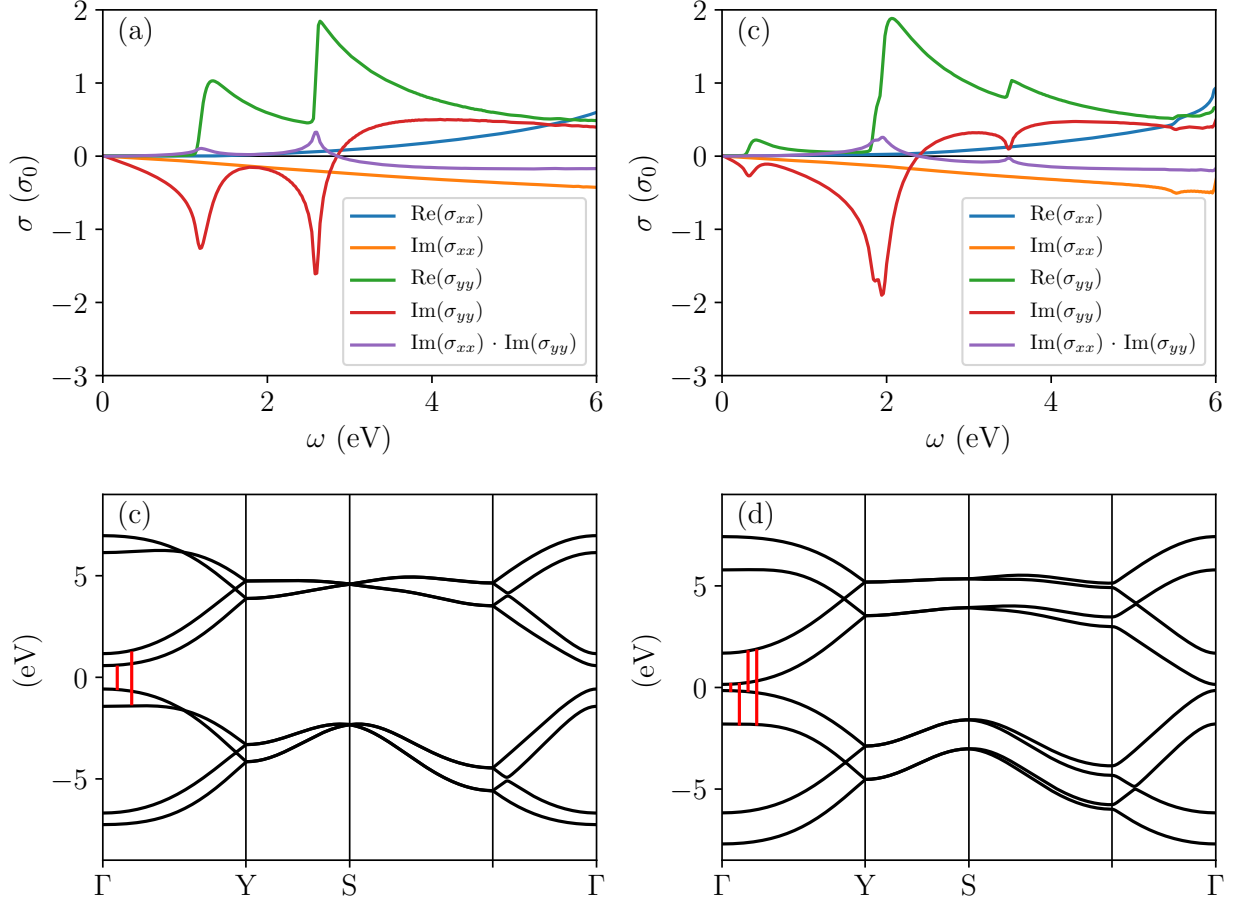 (a)
2
1
0
−1
−2
−3
σ (σ0)
Re(σxx)
Im(σxx)
Re(σyy)
Im(σyy)
Im(σxx) · Im(σyy)
0 2 4 6
ω (eV)
(c)
2
1
0
−1
−2
−3
σ (σ0)
Re(σxx)
Im(σxx)
Re(σyy)
Im(σyy)
Im(σxx) · Im(σyy)
0 2 4 6
ω (eV)
(c)
5
0
−5
(eV)
Γ Y S Γ
(d)
5
0
−5
(eV)
Γ Y S Γ